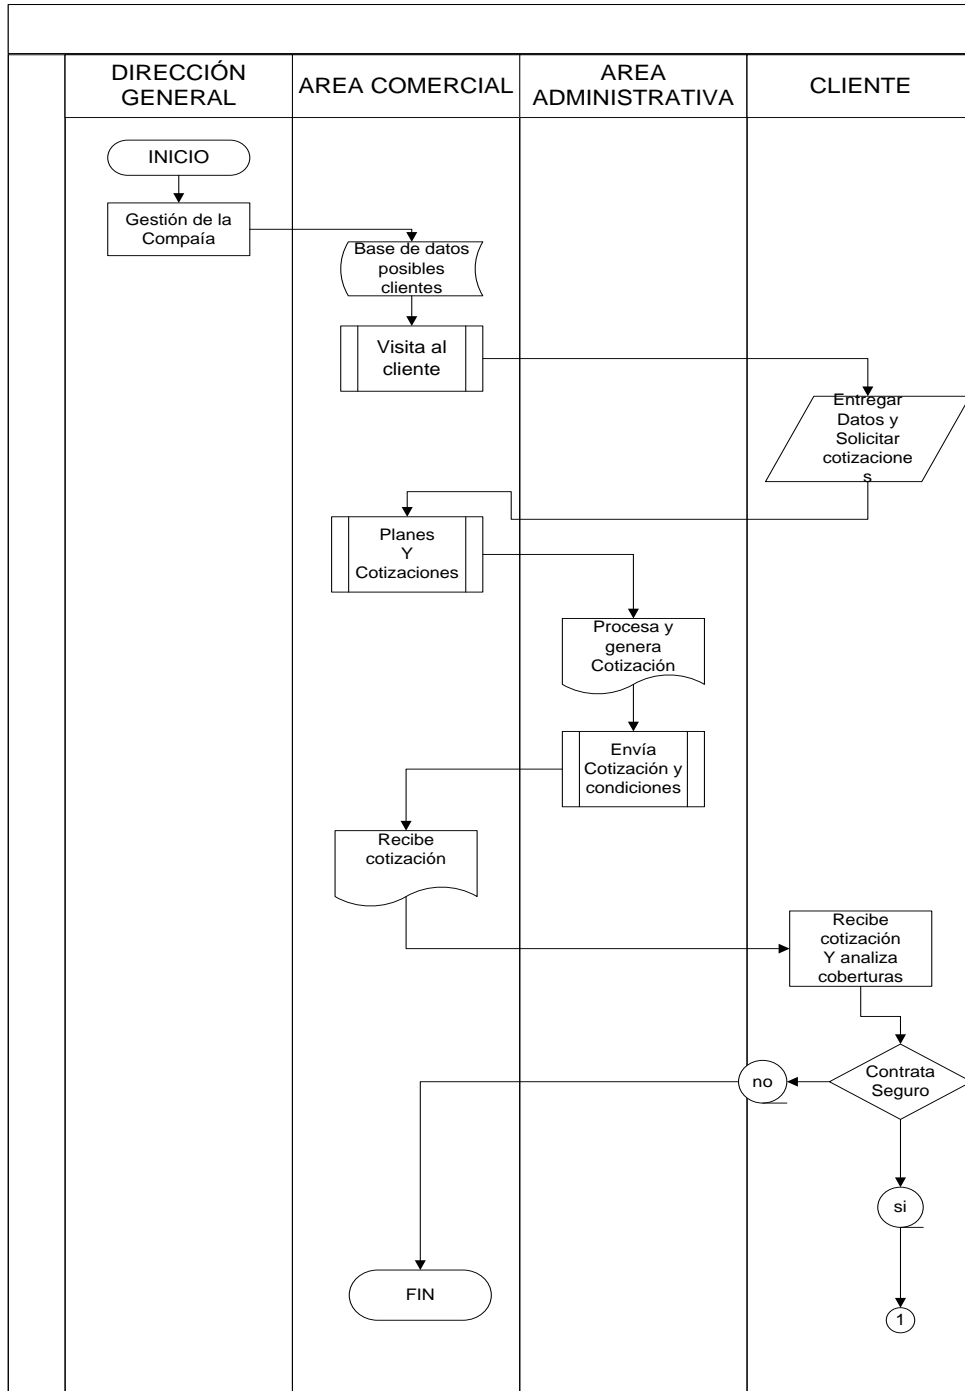 DIRECCIÓN
GENERAL
AREA COMERCIAL
AREA
ADMINISTRATIVA
CLIENTE
INICIO
Gestión de la
Compaía
Base de datos
posibles
clientes
Visita al
cliente
Entregar
Datos y
Solicitar
cotizacione
s
Planes
Y
Cotizaciones
Procesa y
genera
Cotización
Envía
Cotización y
condiciones
Recibe
cotización
Recibe
cotización
Y analiza
coberturas
Contrata
Seguro
no
si
FIN
1